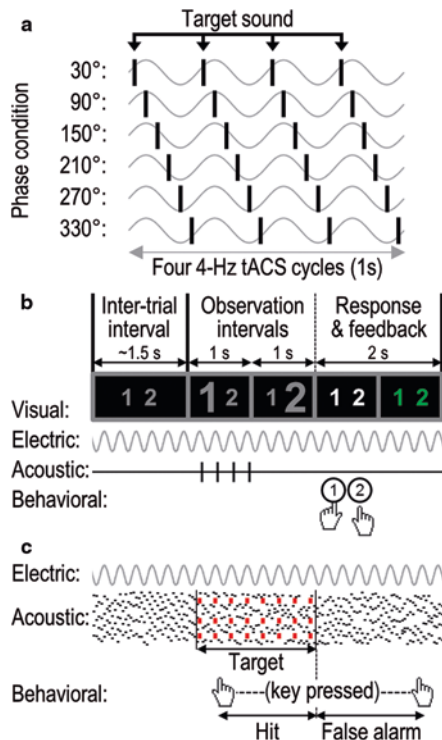 a
Target sound
Phase condition
30°:
90°:
150°:
210°:
270°:
330°:
Four 4-Hz tACS cycles (1s)
b
Inter-trial interval
Observation intervals
Response & feedback
~1.5 s
1 s
1 s
2 s
Visual:
1 2
1 2
1 2
1 2
1 2
Electric:
Acoustic:
Behavioral:
1 2
c
Electric:
Acoustic:
Target
Behavioral:
(key pressed)
Hit
False alarm